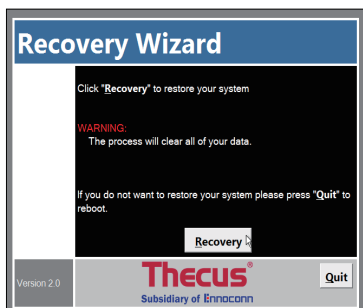 Recovery Wizard
Click "Recovery" to restore your system
WARNING:
The process will clear all of your data.
If you do not want to restore your system please press "Quit" to
reboot.
Recovery
Version 2.0
Thecus®
Subsidiary of Ennoconn
Quit